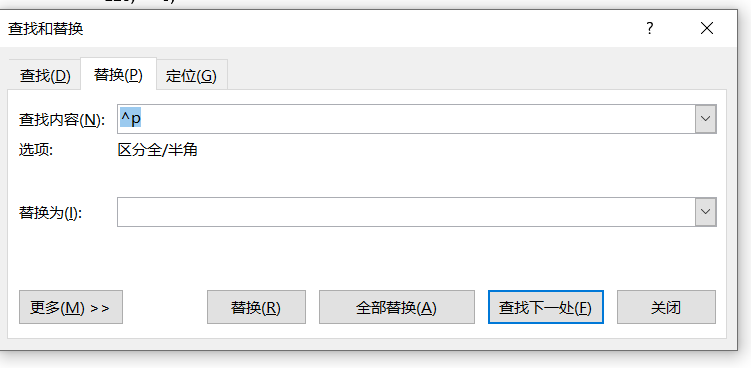 查找和替换 ? ×
查找(D) 替换(P) 定位(G)
查找内容(N): ^p
选项: 区分全/半角
替换为(I):
更多(M) >> 替换(R) 全部替换(A) 查找下一处(F) 关闭